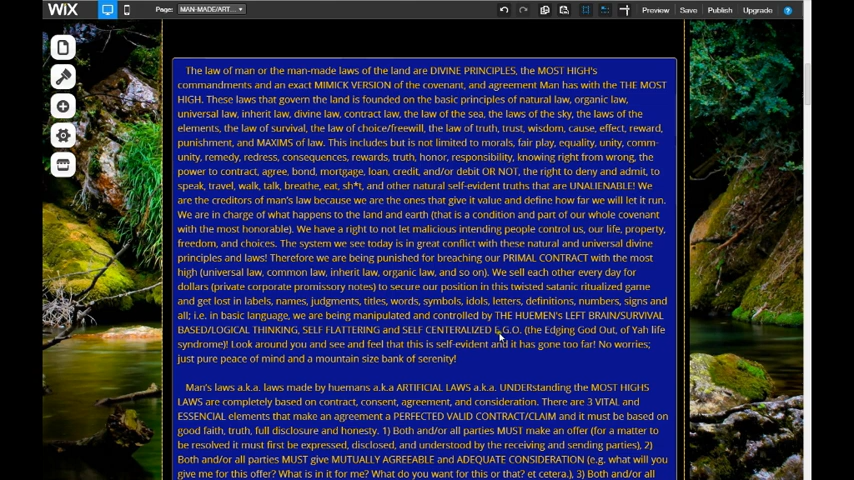 WiX
Page:
MAN-MADE/ART...
Preview
Save
Publish
Upgrade
?
The law of man or the man-made laws of the land are DIVINE PRINCIPLES, the MOST HIGH's
commandments and an exact MIMICK VERSION of the covenant, and agreement Man has with the THE MOST
HIGH. These laws that govern the land is founded on the basic principles of natural law, organic law,
universal law, inherit law, divine law, contract law, the law of the sea, the laws of the sky, the laws of the
elements, the law of survival, the law of choice/freewill, the law of truth, trust, wisdom, cause, effect, reward,
punishment, and MAXIMS of law. This includes but is not limited to morals, fair play, equality, unity, comm-
unity, remedy, redress, consequences, rewards, truth, honor, responsibility, knowing right from wrong, the
power to contract, agree, bond, mortgage, loan, credit, and/or debit OR NOT, the right to deny and admit, to
speak, travel, walk, talk, breathe, eat, sh*t, and other natural self-evident truths that are UNALIENABLE! We
are the creditors of man's law because we are the ones that give it value and define how far we will let it run.
We are in charge of what happens to the land and earth (that is a condition and part of our whole covenant
with the most honorable). We have a right to not let malicious intending people control us, our life, property,
freedom, and choices. The system we see today is in great conflict with these natural and universal divine
principles and laws! Therefore we are being punished for breaching our PRIMAL CONTRACT with the most
high (universal law, common law, inherit law, organic law, and so on). We sell each other every day for
dollars (private corporate promissory notes) to secure our position in this twisted satanic ritualized game
and get lost in labels, names, judgments, titles, words, symbols, idols, letters, definitions, numbers, signs and
all; i.e. in basic language, we are being manipulated and controlled by THE HUEMEN's LEFT BRAIN/SURVIVAL
BASED/LOGICAL THINKING, SELF FLATTERING and SELF CENTERALIZED E.G.O. (the Edging God Out, of Yah life
syndrome)! Look around you and see and feel that this is self-evident and it has gone too far! No worries;
just pure peace of mind and a mountain size bank of serenity!
Man's laws a.k.a. laws made by huemans a.k.a ARTIFICIAL LAWS a.k.a. UNDERstanding the MOST HIGHS
LAWS are completely based on contract, consent, agreement, and consideration. There are 3 VITAL and
ESSENCIAL elements that make an agreement a PERFECTED VALID CONTRACT/CLAIM and it must be based on
good faith, truth, full disclosure and honesty. 1) Both and/or all parties MUST make an offer (for a matter to
be resolved it must first be expressed, disclosed, and understood by the receiving and sending parties), 2)
Both and/or all parties MUST give MUTUALLY AGREEABLE and ADEQUATE CONSIDERATION (e.g. what will you
give me for this offer? What is in it for me? What do you want for this or that? et cetera.), 3) Both and/or all